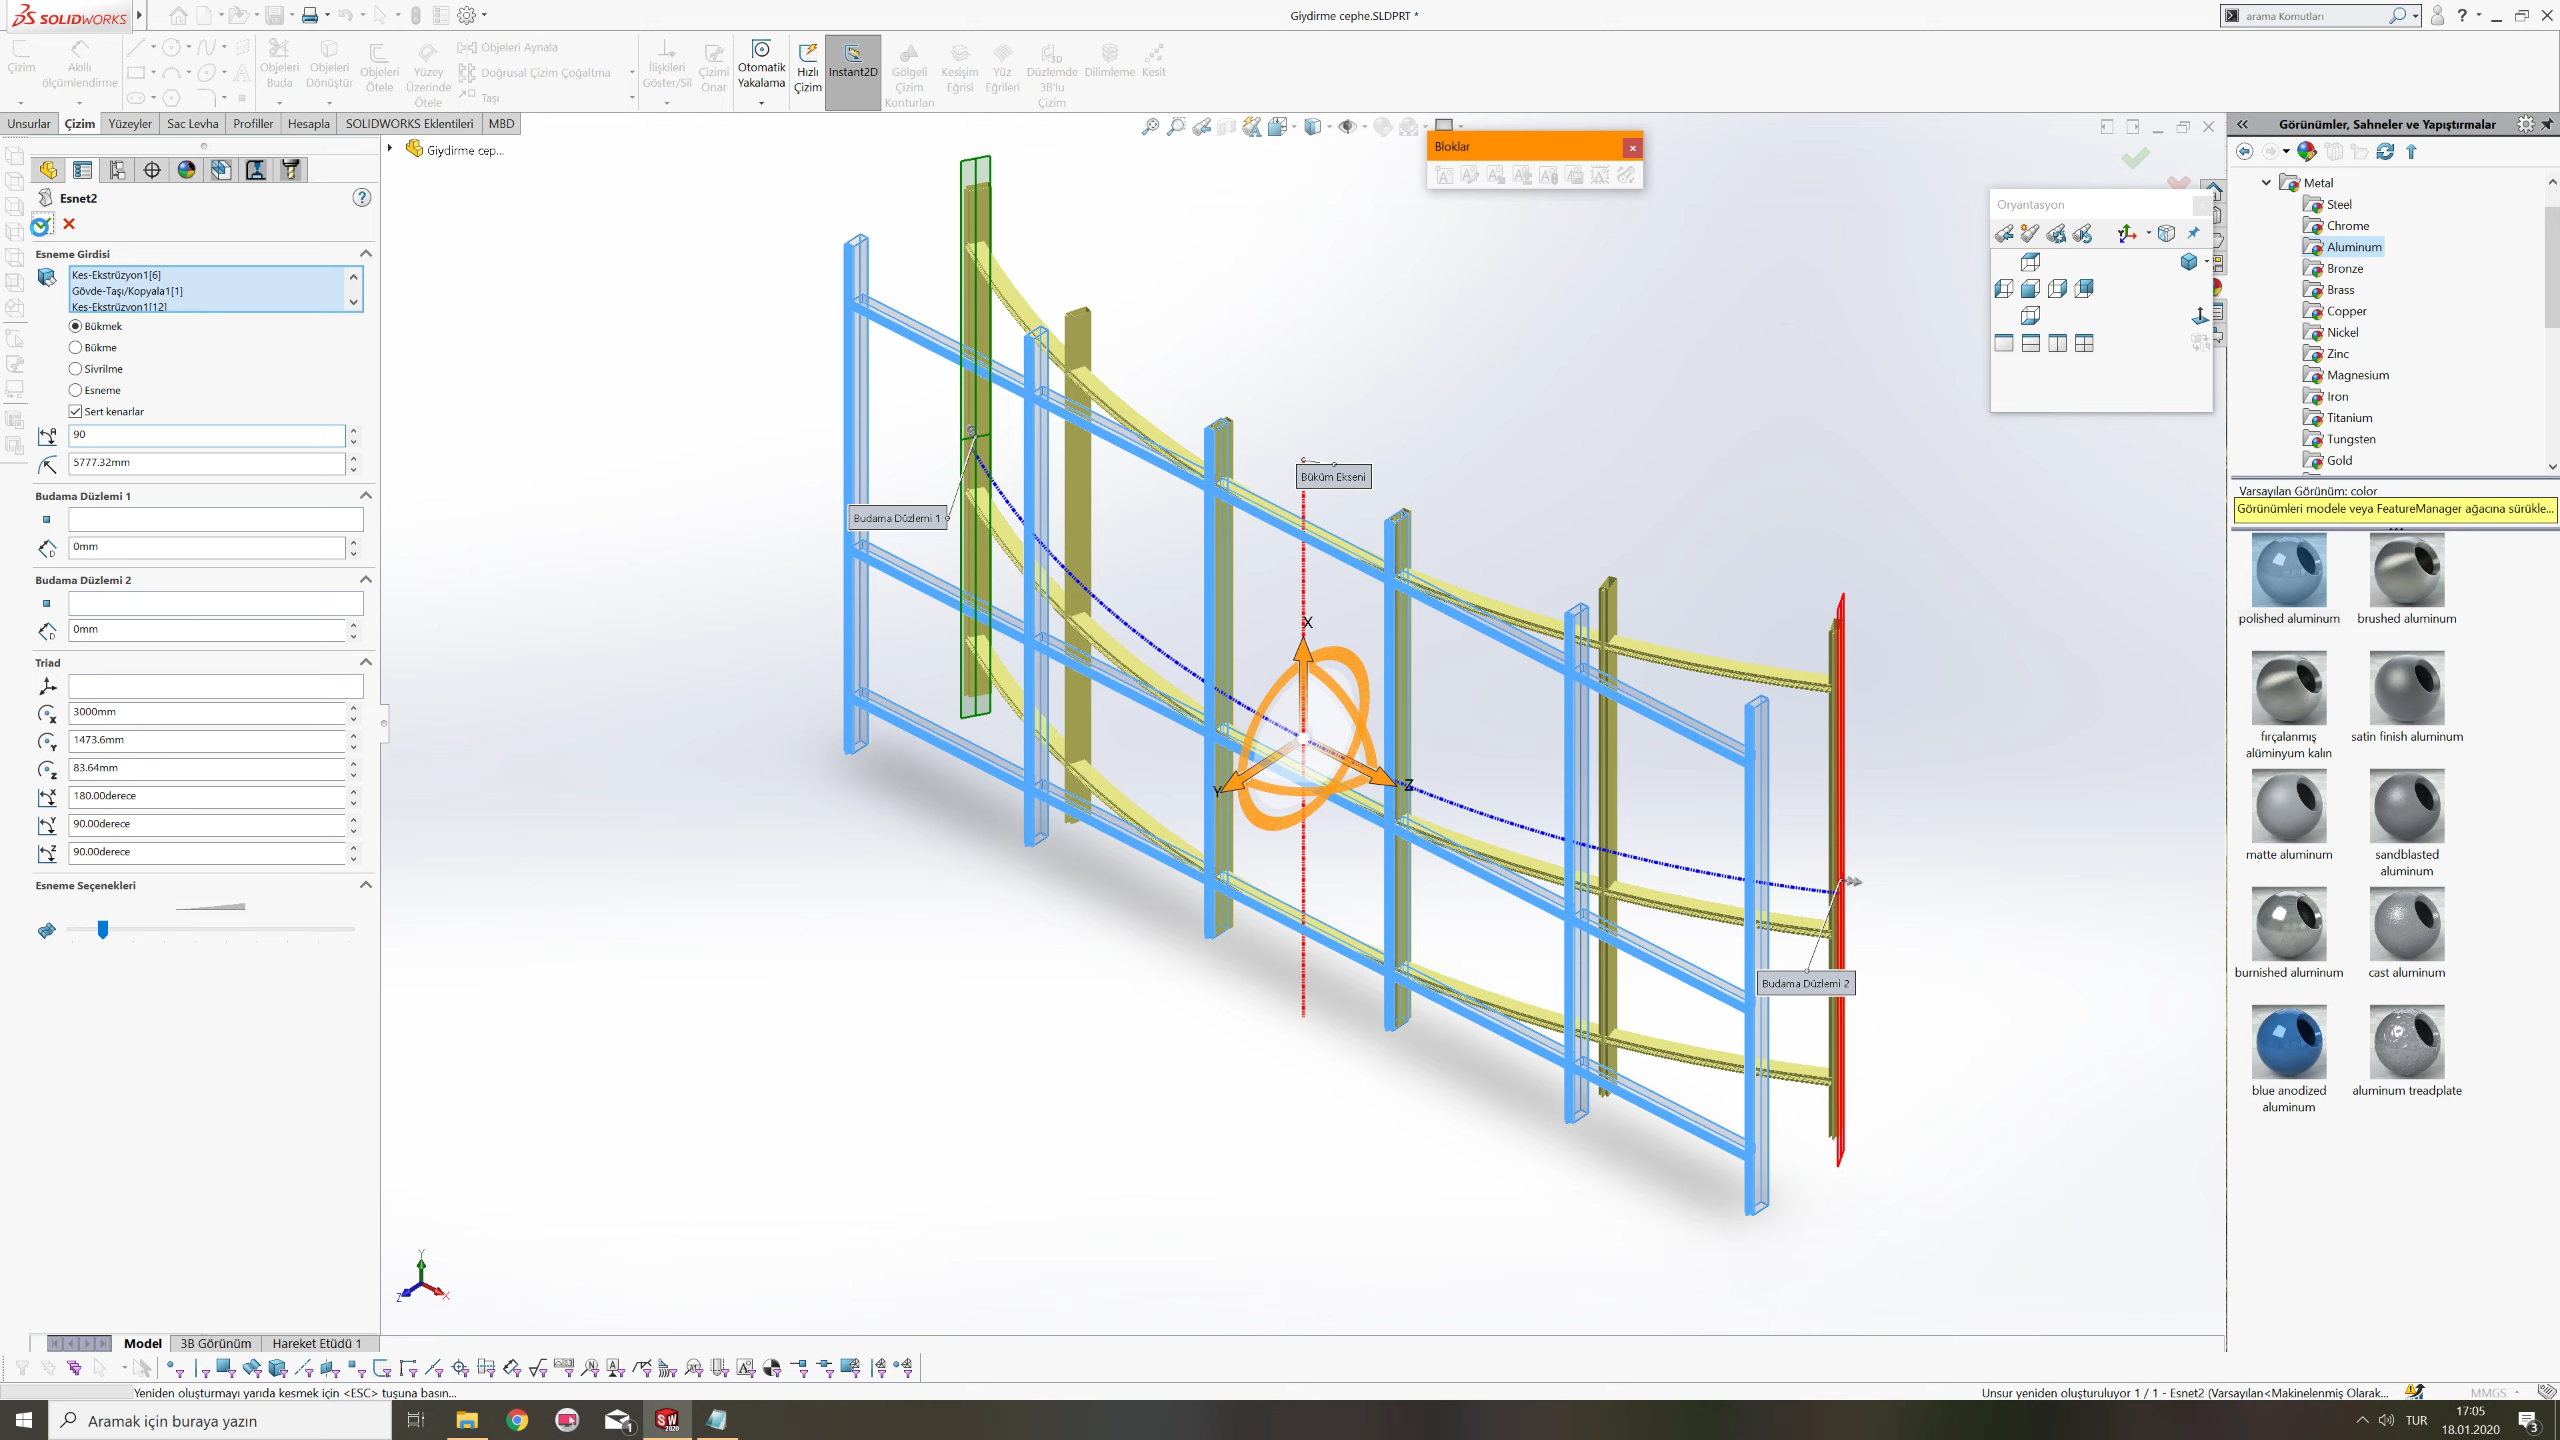 SOLIDWORKS
Giydirme cephe.SLDPRT *
arama Komutları
Çizim
Akıllı ölçümlendirme
Objeleri Buda
Objeleri Dönüştür
Objeleri Ötele
Yüzey Üzerinde Ötele
Objeleri Aynala
Doğrusal Çizim Çoğaltma
Taşı
İlişkileri Göster/Sil
Çizimi Onar
Otomatik Yakalama
Hızlı Çizim
Instant2D
Gölgeli Çizim Konturları
Kesişim Eğrisi
Yüz Eğrileri
Düzlemde 3B'lu Çizim
Dilimleme
Kesit
Unsurlar
Çizim
Yüzeyler
Sac Levha
Profiller
Hesapla
SOLIDWORKS Eklentileri
MBD
Giydirme cep...
Esnet2
Esneme Girdisi
Kes-Ekstrüzyon1[6]
Gövde-Taşı/Kopyala1[1]
Kes-Ekstrüzyon1[12]
Bükmek
Bükme
Sivrilme
Esneme
Sert kenarlar
90
5777.32mm
Budama Düzlemi 1
0mm
Budama Düzlemi 2
0mm
Triad
3000mm
1473.6mm
83.64mm
180.00derece
90.00derece
90.00derece
Esneme Seçenekleri
Bloklar
Büküm Ekseni
Budama Düzlemi 1
Budama Düzlemi 2
X
Y
Z
Y
Z
X
Oryantasyon
Görünümler, Sahneler ve Yapıştırmalar
Metal
Steel
Chrome
Aluminum
Bronze
Brass
Copper
Nickel
Zinc
Magnesium
Iron
Titanium
Tungsten
Gold
Varsayılan Görünüm: color
Görünümleri modele veya FeatureManager ağacına sürükle...
polished aluminum
brushed aluminum
fırçalanmış alüminyum kalın
satin finish aluminum
matte aluminum
sandblasted aluminum
burnished aluminum
cast aluminum
blue anodized aluminum
aluminum treadplate
Model
3B Görünüm
Hareket Etüdü 1
Yeniden oluşturmayı yarıda kesmek için <ESC> tuşuna basın...
Unsur yeniden oluşturuluyor 1 / 1 - Esnet2 (Varsayılan<Makinelenmiş Olarak...
MMGS
Aramak için buraya yazın
SW
2020
TUR
17:05
18.01.2020